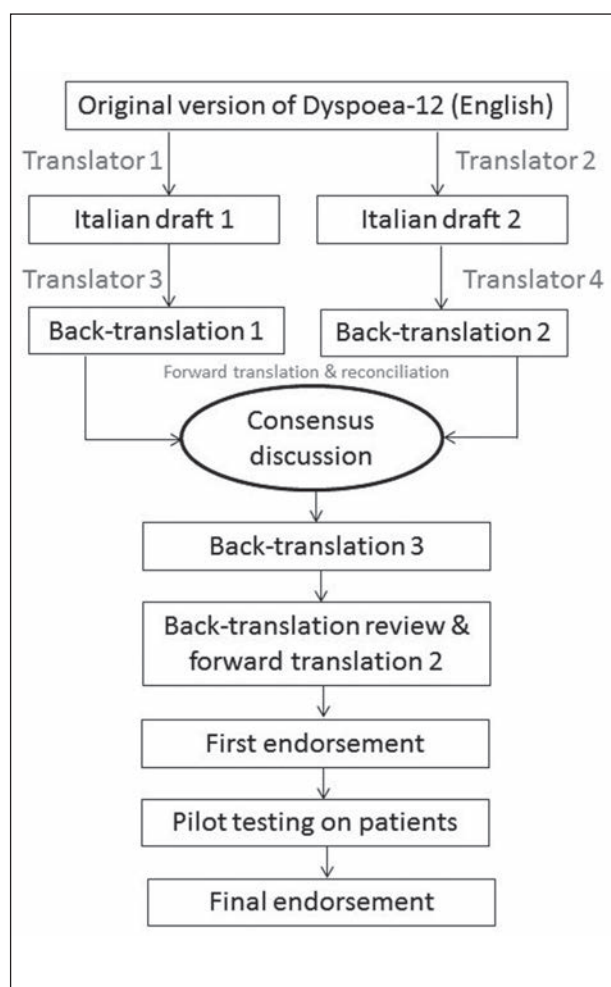 Original version of Dyspoea-12 (English)
Translator 1
Translator 2
Italian draft 1
Italian draft 2
Translator 3
Translator 4
Back-translation 1
Back-translation 2
Forward translation & reconciliation
Consensus
discussion
Back-translation 3
Back-translation review &
forward translation 2
First endorsement
Pilot testing on patients
Final endorsement